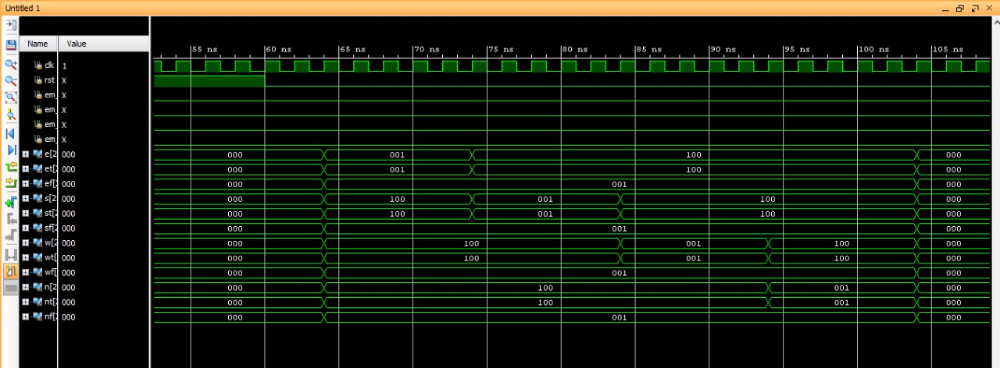 Untitled 1
Name Value
55 ns 60 ns 65 ns 70 ns 75 ns 80 ns 85 ns 90 ns 95 ns 100 ns 105 ns
clk 1
rst X
em_ X
em_ X
em_ X
em_ X
e[2 000 000 001 100 000
et[2 000 000 001 100 000
ef[2 000 000 001 000
s[2 000 000 100 001 100 000
st[2 000 000 100 001 100 000
sf[2 000 000 001 000
w[2 000 000 100 001 100 000
wt[ 000 000 100 001 100 000
wf[ 000 000 001 000
n[2 000 000 100 001 000
nt[2 000 000 100 001 000
nf[2 000 000 001 000